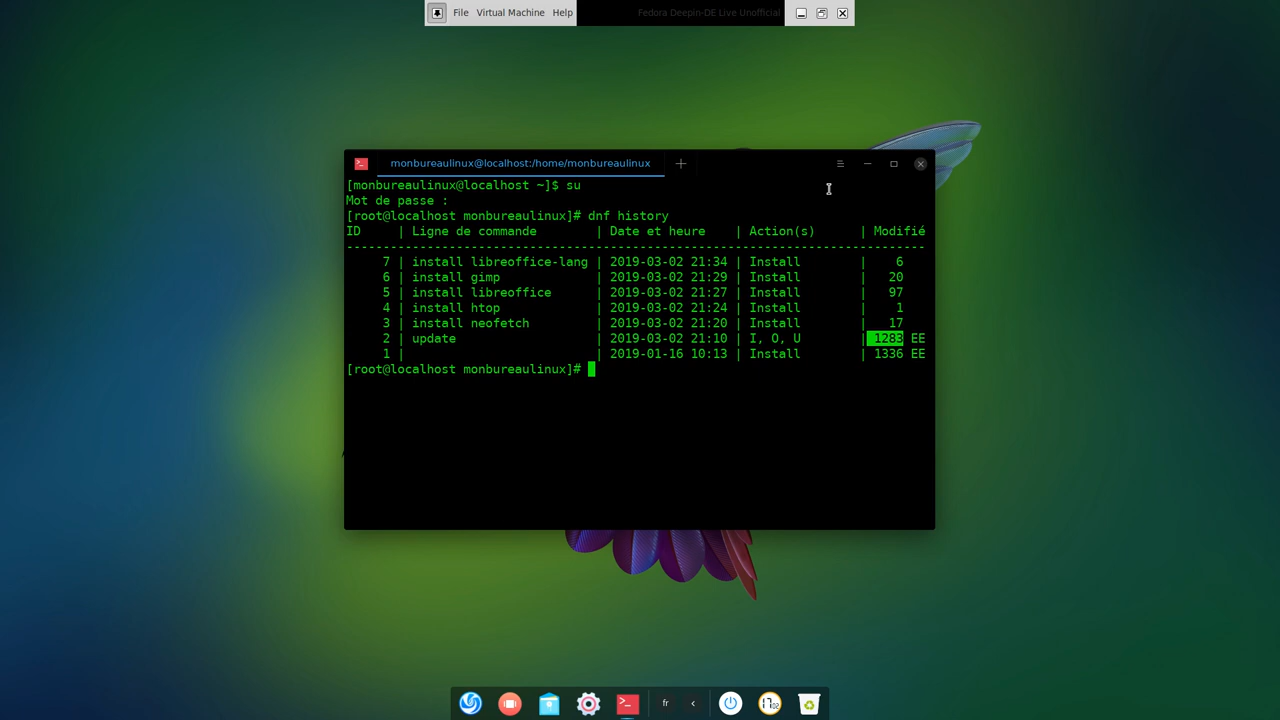 File Virtual Machine Help Fedora Deepin-DE Live Unofficial
monbureaulinux@localhost:/home/monbureaulinux
[monbureaulinux@localhost ~]$ su
Mot de passe :
[root@localhost monbureaulinux]# dnf history
ID | Ligne de commande | Date et heure | Action(s) | Modifié
-------------------------------------------------------------------------------
7 | install libreoffice-lang | 2019-03-02 21:34 | Install | 6
6 | install gimp | 2019-03-02 21:29 | Install | 20
5 | install libreoffice | 2019-03-02 21:27 | Install | 97
4 | install htop | 2019-03-02 21:24 | Install | 1
3 | install neofetch | 2019-03-02 21:20 | Install | 17
2 | update | 2019-03-02 21:10 | I, O, U | 1283 EE
1 | | 2019-01-16 10:13 | Install | 1336 EE
[root@localhost monbureaulinux]#
fr